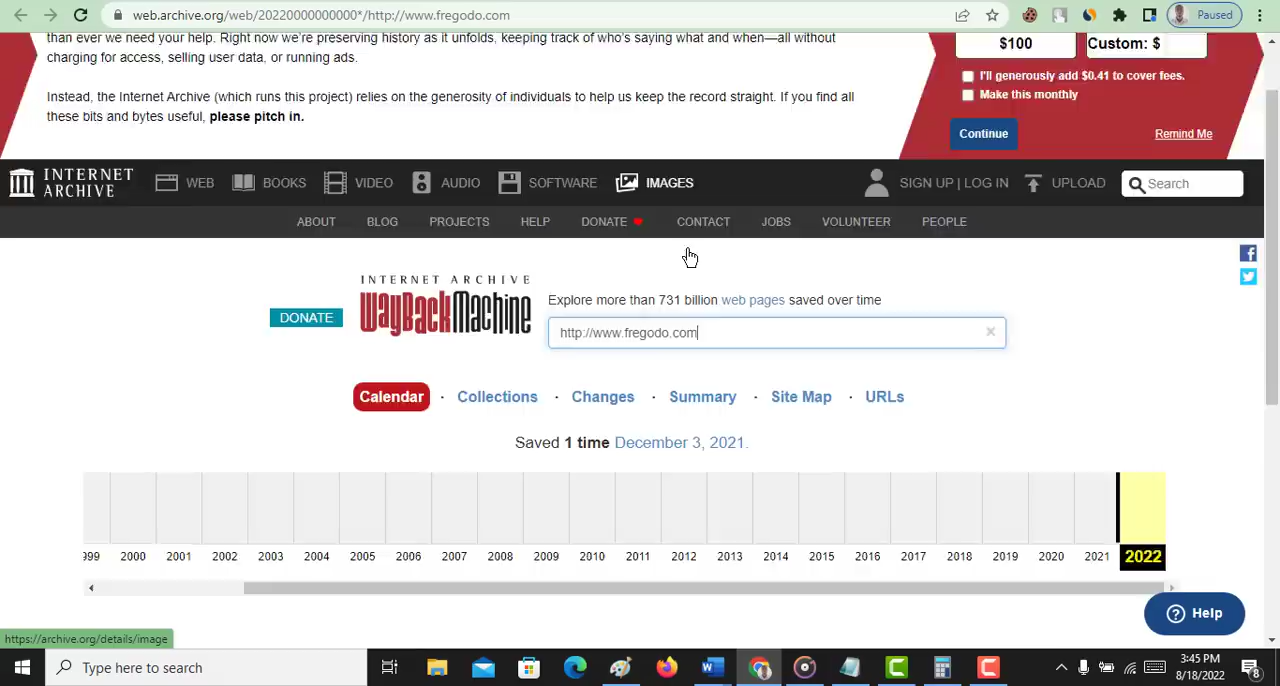 web.archive.org/web/20220000000000*/http://www.fregodo.com
Paused
than ever we need your help. Right now we're preserving history as it unfolds, keeping track of who's saying what and when—all without
charging for access, selling user data, or running ads.
Instead, the Internet Archive (which runs this project) relies on the generosity of individuals to help us keep the record straight. If you find all
these bits and bytes useful, please pitch in.
$100
Custom: $
I'll generously add $0.41 to cover fees.
Make this monthly
Continue
Remind Me
INTERNET
ARCHIVE
WEB
BOOKS
VIDEO
AUDIO
SOFTWARE
IMAGES
SIGN UP | LOG IN
UPLOAD
Search
ABOUT
BLOG
PROJECTS
HELP
DONATE
CONTACT
JOBS
VOLUNTEER
PEOPLE
DONATE
INTERNET ARCHIVE
WayBackMachine
Explore more than 731 billion web pages saved over time
http://www.fregodo.com
×
Calendar · Collections · Changes · Summary · Site Map · URLs
Saved 1 time December 3, 2021.
999 2000 2001 2002 2003 2004 2005 2006 2007 2008 2009 2010 2011 2012 2013 2014 2015 2016 2017 2018 2019 2020 2021 2022
Help
https://archive.org/details/image
Type here to search
3:45 PM
8/18/2022
8